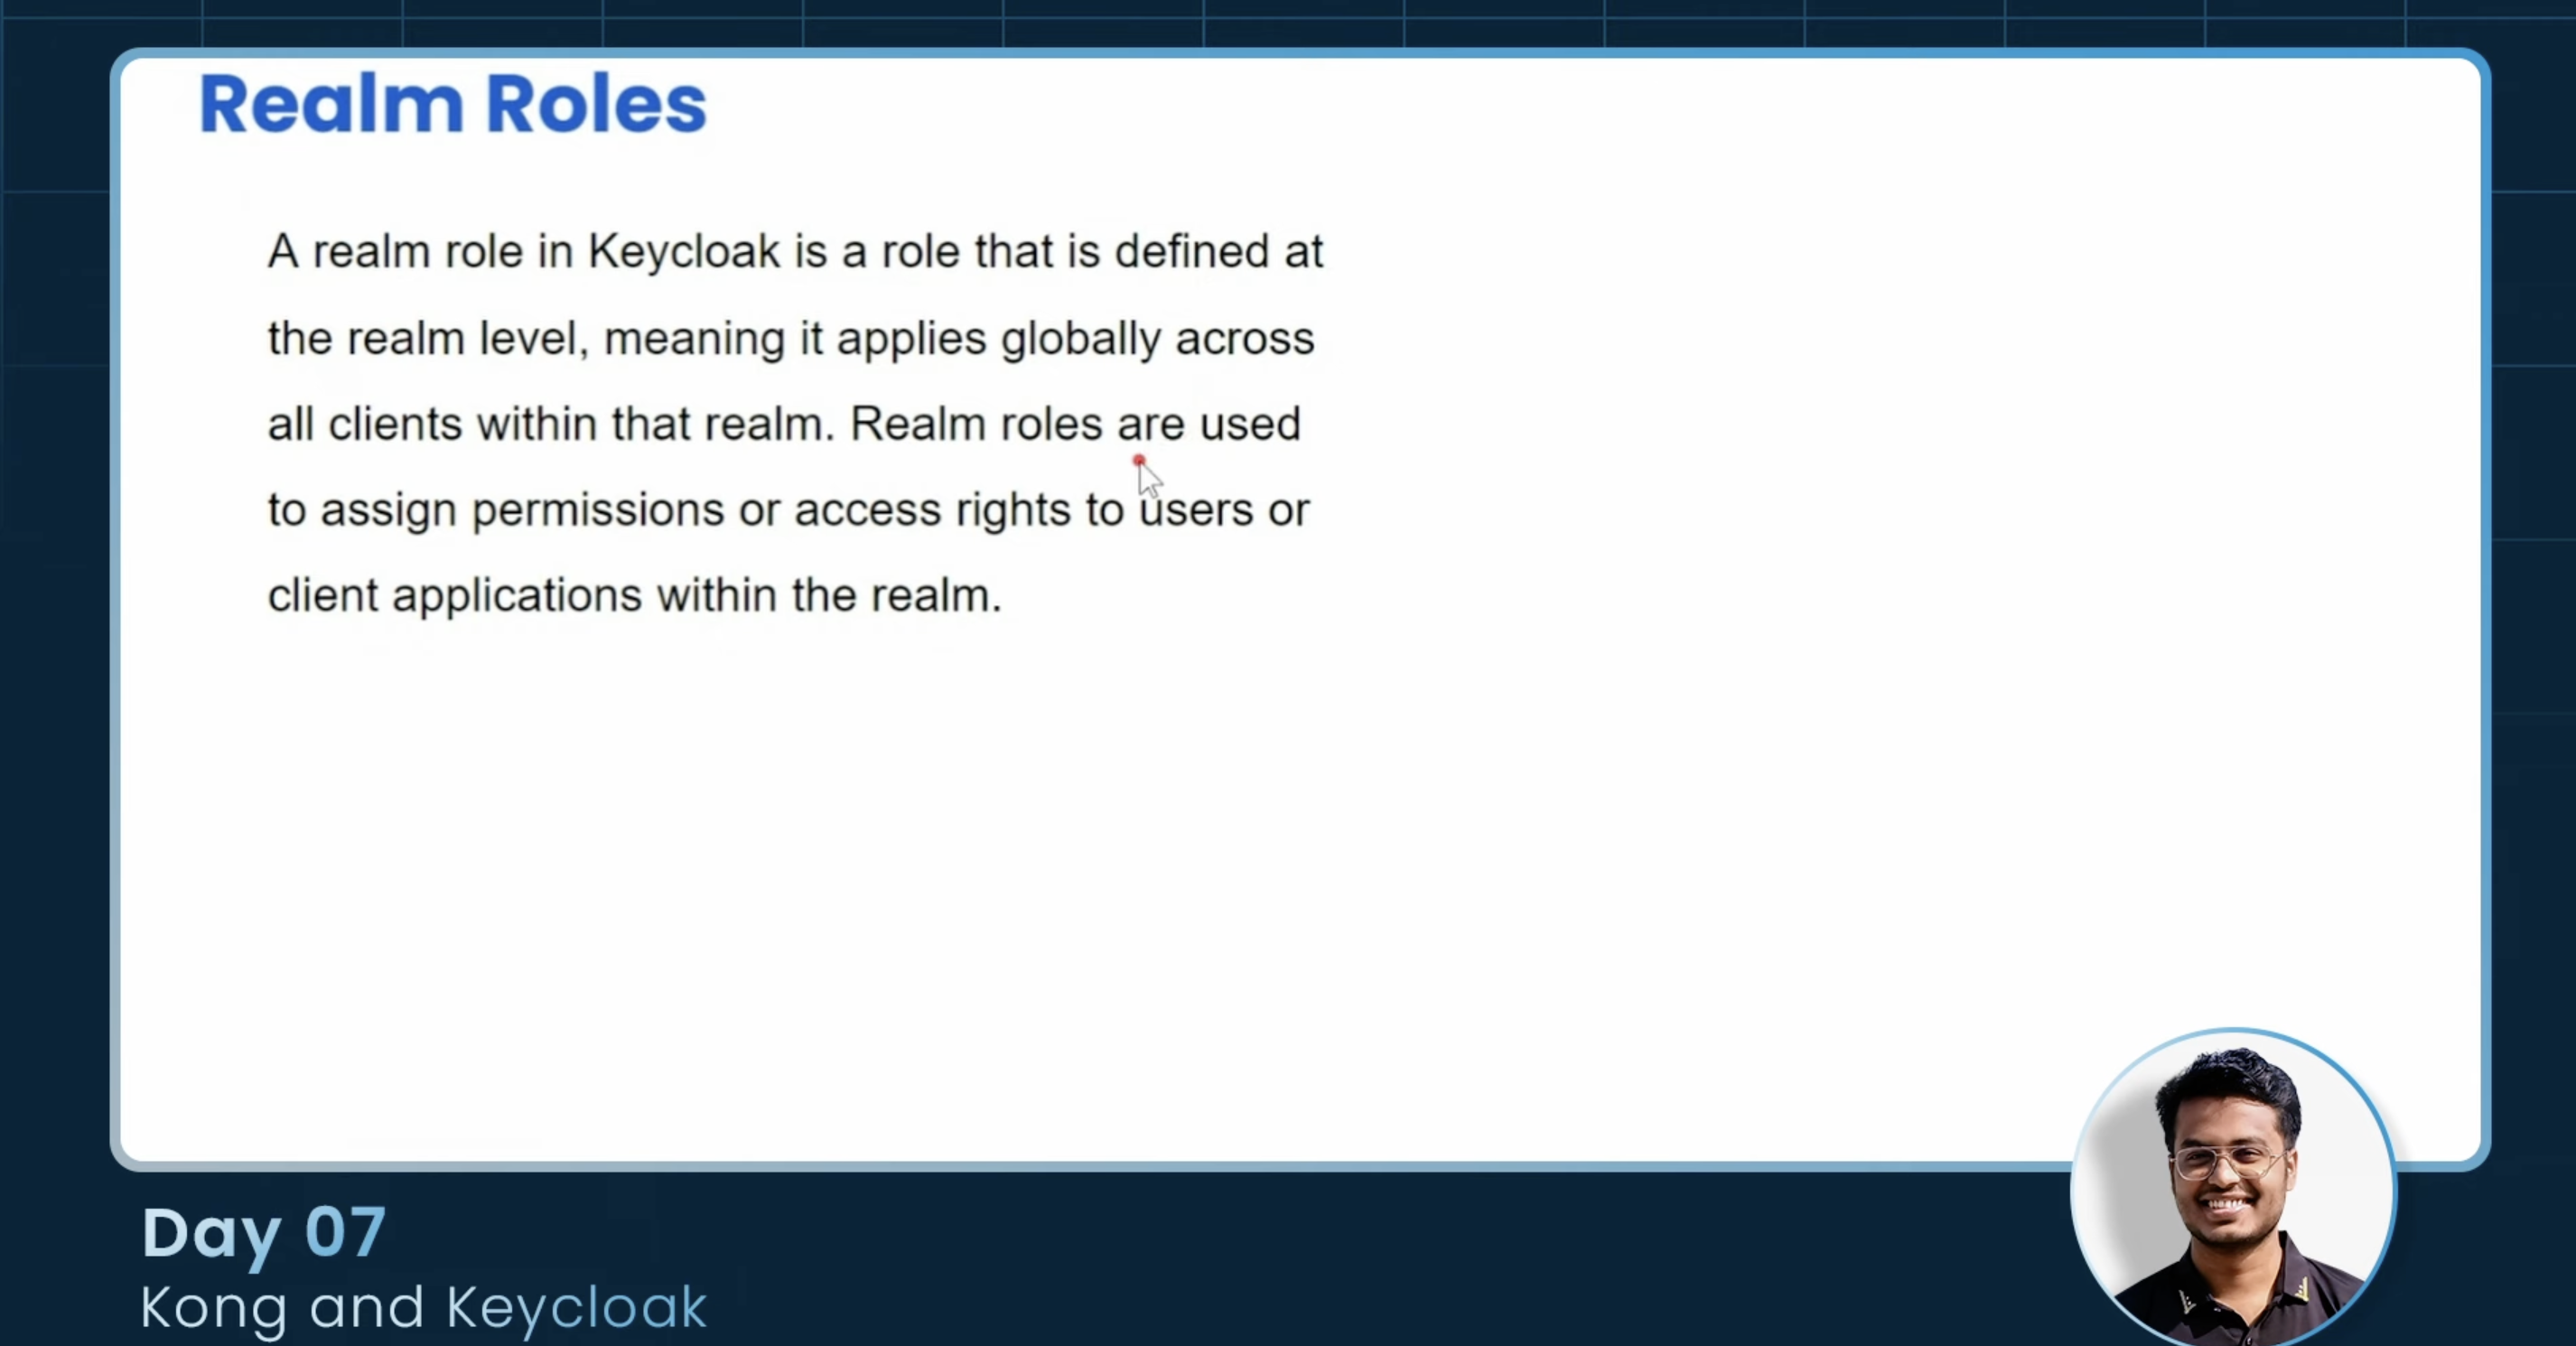 Realm Roles
A realm role in Keycloak is a role that is defined at
the realm level, meaning it applies globally across
all clients within that realm. Realm roles are used
to assign permissions or access rights to users or
client applications within the realm.
Day 07
Kong and Keycloak